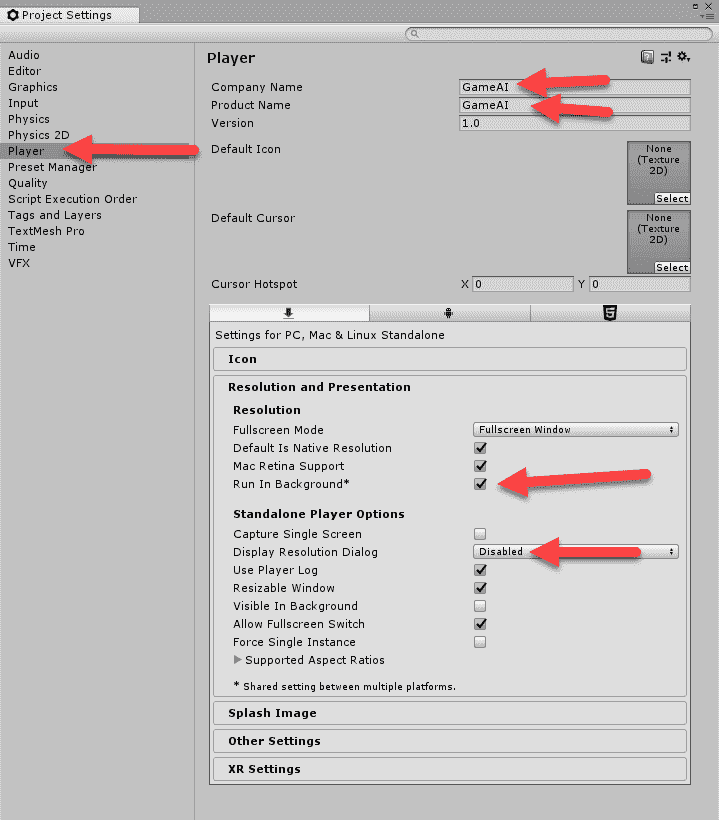 Project Settings
Audio
Editor
Graphics
Input
Physics
Physics 2D
Player
Preset Manager
Quality
Script Execution Order
Tags and Layers
TextMesh Pro
Time
VFX
Player
Company Name GameAI
Product Name GameAI
Version 1.0
Default Icon
None
(Texture
2D)
Select
Default Cursor
None
(Texture
2D)
Select
Cursor Hotspot X 0 Y 0
Settings for PC, Mac & Linux Standalone
Icon
Resolution and Presentation
Resolution
Fullscreen Mode Fullscreen Window
Default Is Native Resolution
Mac Retina Support
Run In Background*
Standalone Player Options
Capture Single Screen
Display Resolution Dialog Disabled
Use Player Log
Resizable Window
Visible In Background
Allow Fullscreen Switch
Force Single Instance
Supported Aspect Ratios
* Shared setting between multiple platforms.
Splash Image
Other Settings
XR Settings